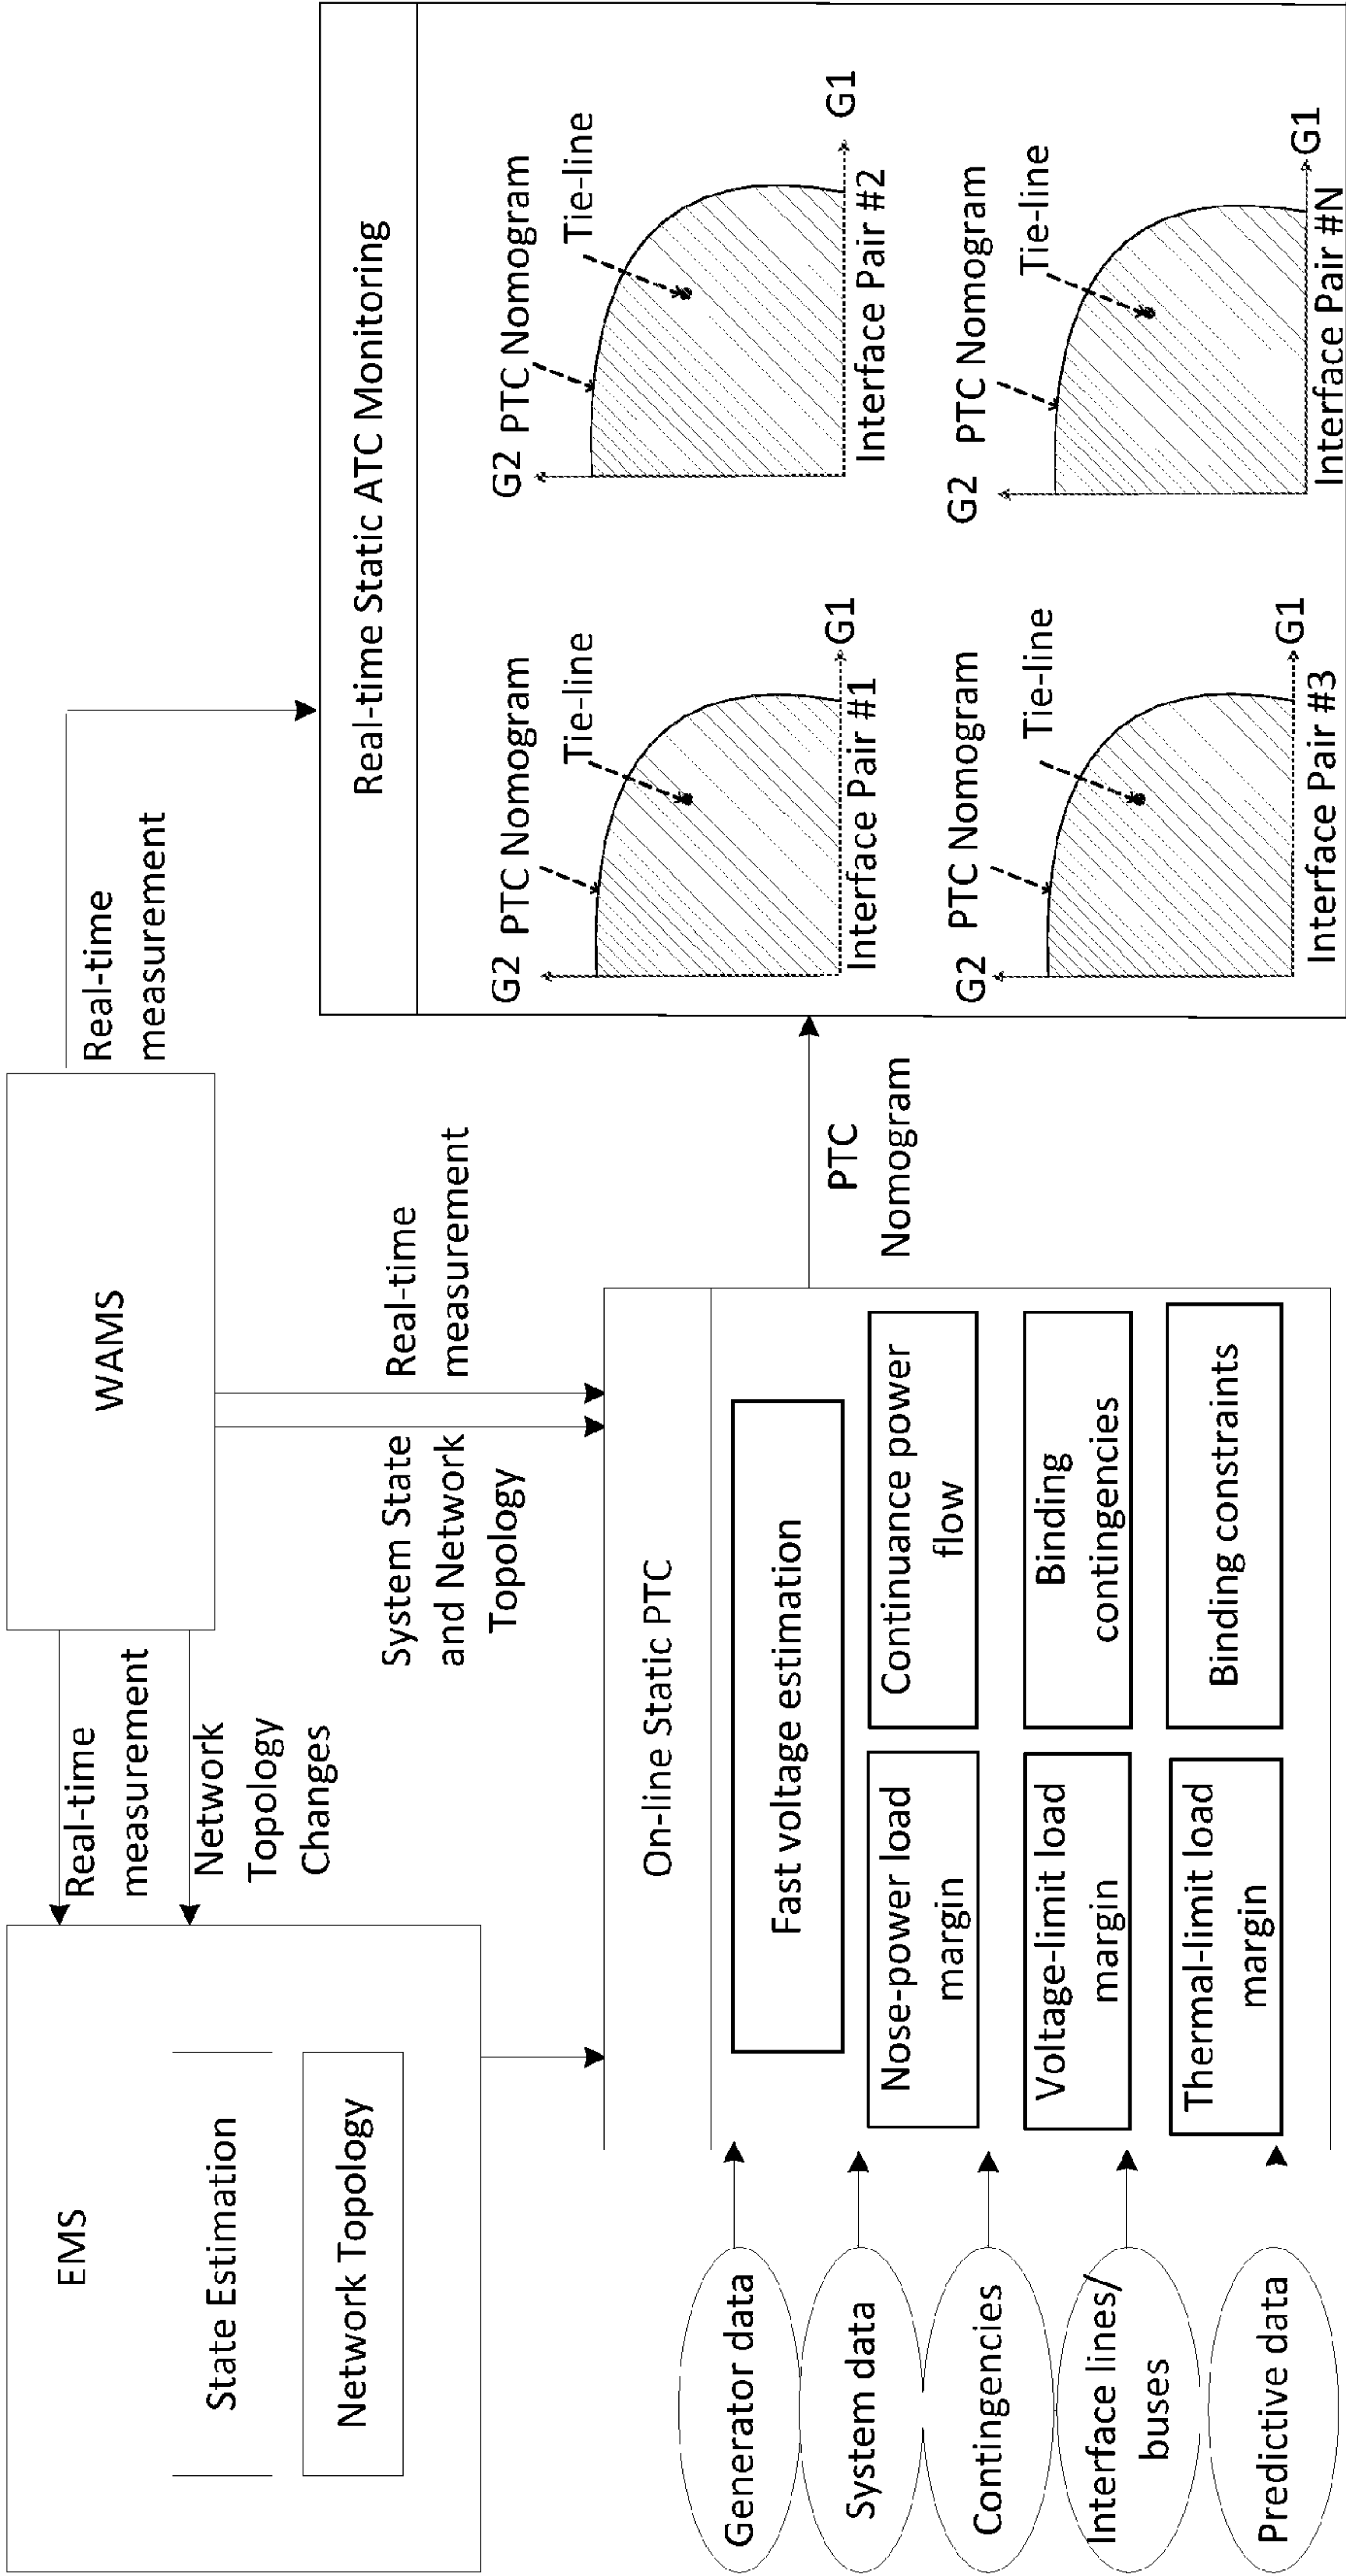 EMS
State Estimation
Network Topology
Real-time
measurement
Network
Topology
Changes
WAMS
Real-time
measurement
System State
and Network
Topology
Real-time
measurement
Generator data
System data
Contingencies
Interface lines/
buses
Predictive data
On-line Static PTC
Fast voltage estimation
Nose-power load
margin
Continuance power
flow
Voltage-limit load
margin
Binding
contingencies
Thermal-limit load
margin
Binding constraints
PTC
Nomogram
Real-time Static ATC Monitoring
G2 PTC Nomogram
Tie-line
G1
Interface Pair #1
G2 PTC Nomogram
Tie-line
G1
Interface Pair #2
G2 PTC Nomogram
Tie-line
G1
Interface Pair #3
G2 PTC Nomogram
Tie-line
G1
Interface Pair #N